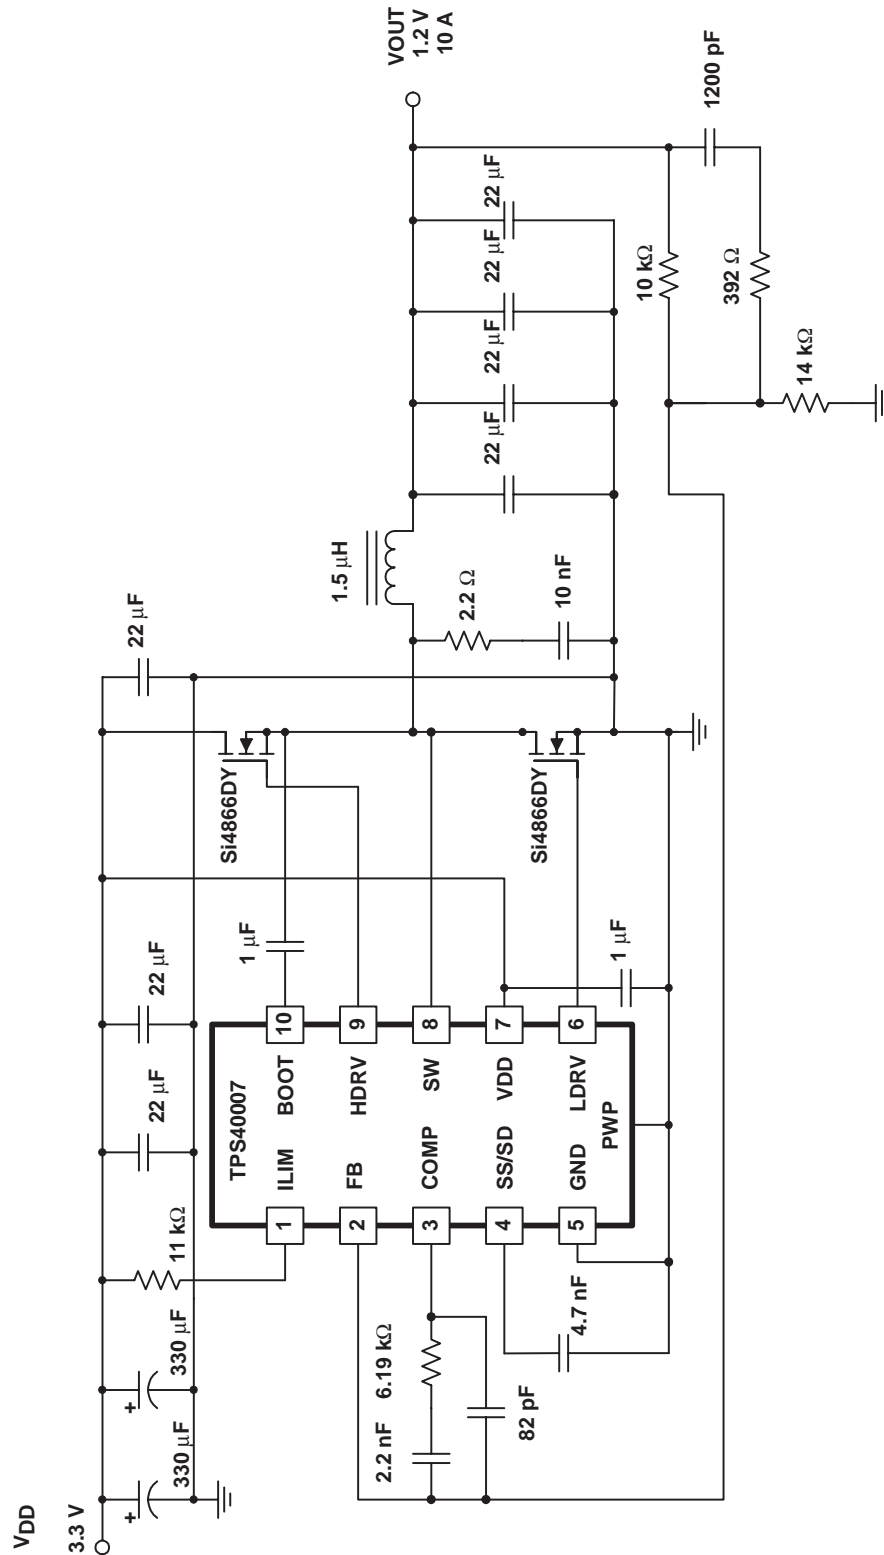 VDD
3.3 V
330 µF
330 µF
11 kΩ
22 µF
22 µF
22 µF
TPS40007
1
ILIM
2
FB
3
COMP
4
SS/SD
5
GND
10
BOOT
9
HDRV
8
SW
7
VDD
6
LDRV
PWP
2.2 nF
6.19 kΩ
82 pF
4.7 nF
1 µF
1 µF
Si4866DY
Si4866DY
1.5 µH
2.2 Ω
10 nF
22 µF
22 µF
22 µF
22 µF
VOUT
1.2 V
10 A
10 kΩ
1200 pF
392 Ω
14 kΩ